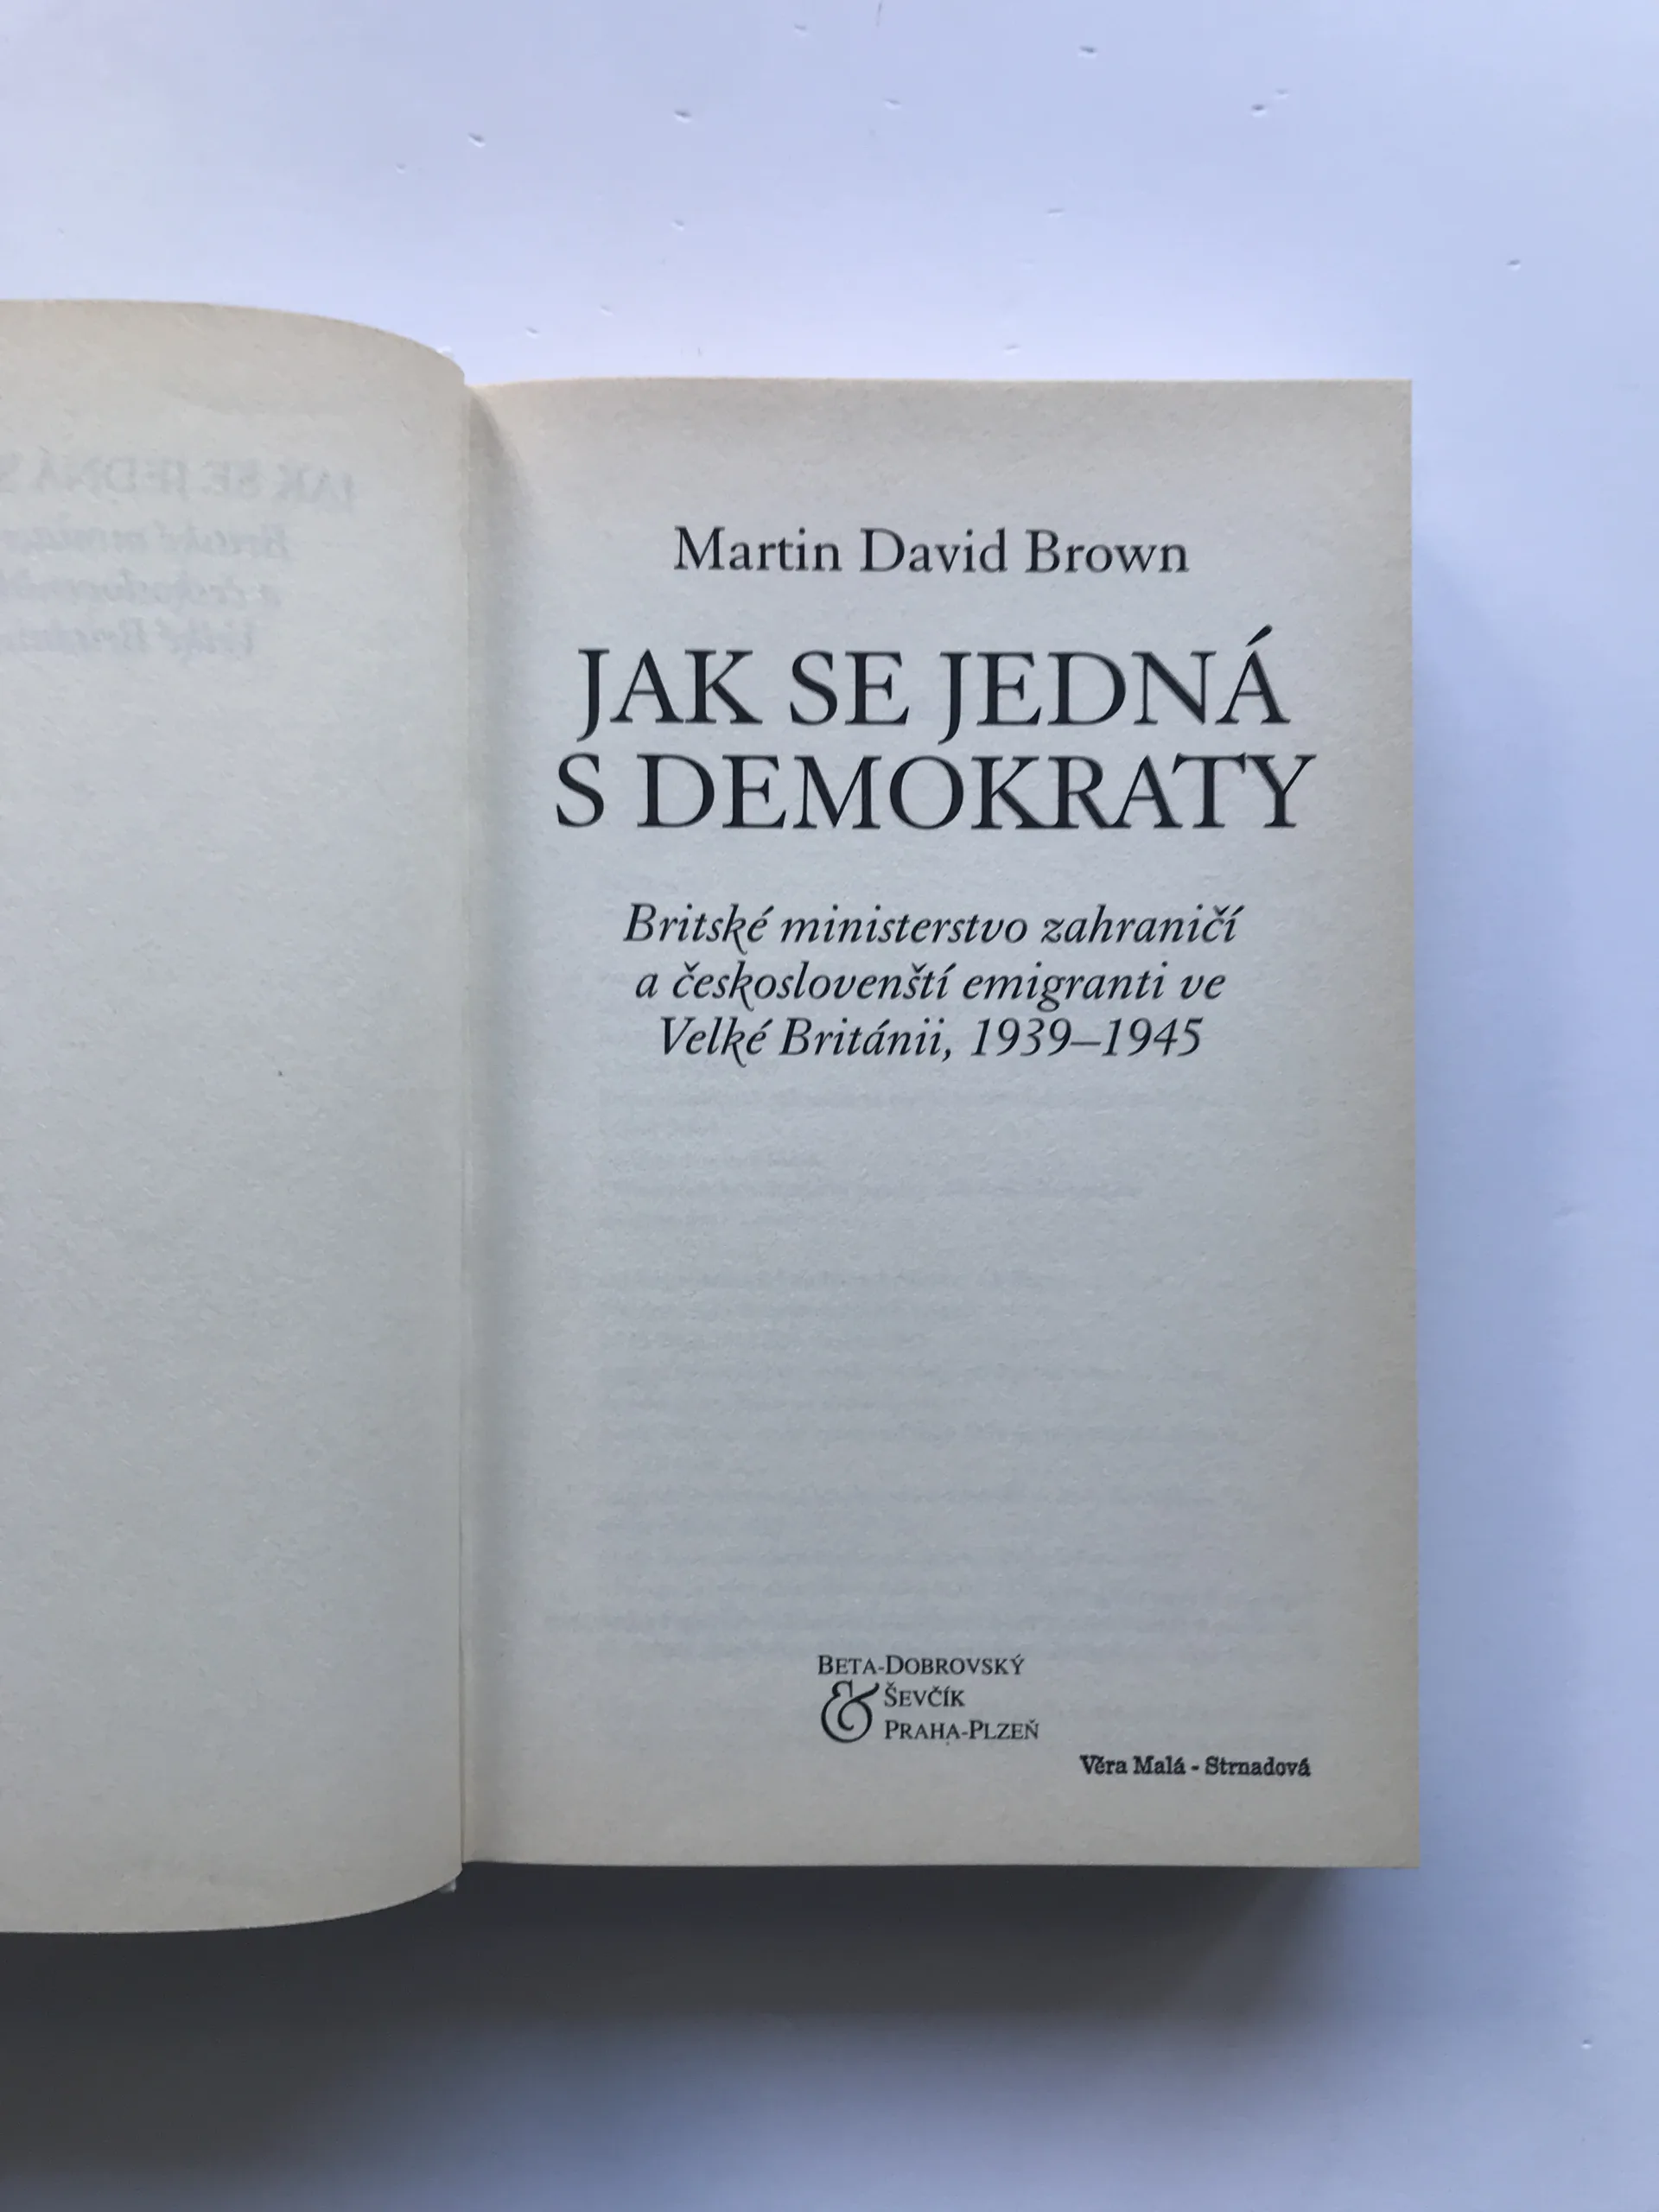 Martin David Brown
JAK SE JEDNÁ
S DEMOKRATY
Britské ministerstvo zahraničí
a českoslovenští emigranti ve
Velké Británii, 1939–1945
BETA-DOBROVSKÝ
& ŠEVČÍK
PRAHA-PLZEŇ
Věra Malá - Strnadová